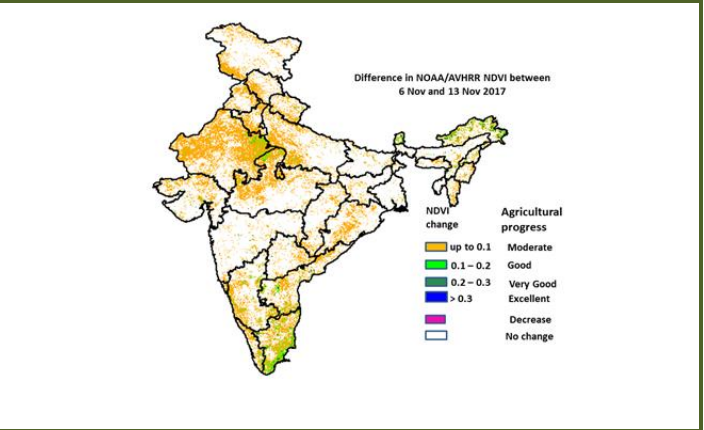 Difference in NOAA/AVHRR NDVI between
6 Nov and 13 Nov 2017
NDVI
change
Agricultural
progress
up to 0.1 Moderate
0.1 – 0.2 Good
0.2 – 0.3 Very Good
> 0.3 Excellent
Decrease
No change